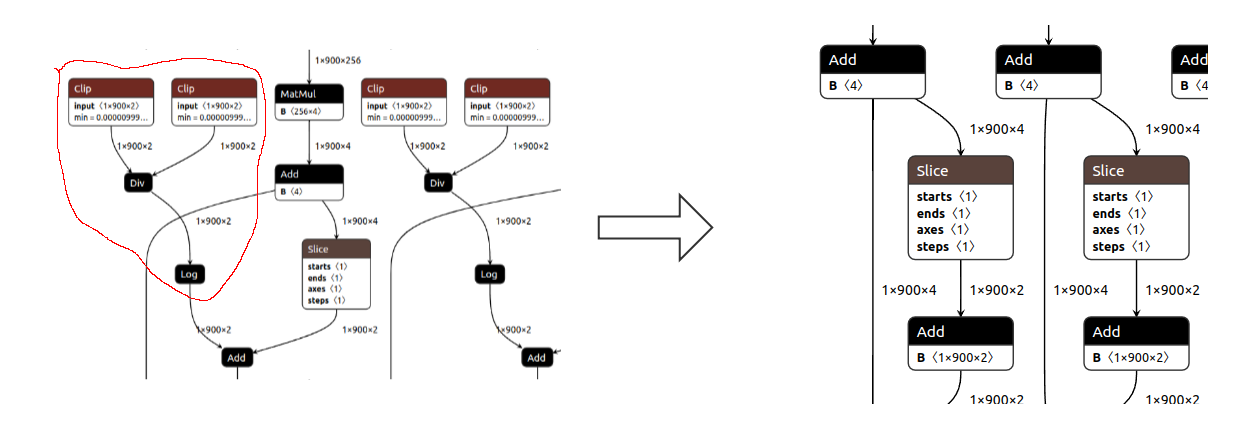 1×900×256
Clip
input 〈1×900×2〉
min = 0.00000999...
Clip
input 〈1×900×2〉
min = 0.00000999...
MatMul
B 〈256×4〉
Clip
input 〈1×900×2〉
min = 0.00000999...
Clip
input 〈1×900×2〉
min = 0.00000999...
1×900×2
1×900×2
1×900×4
1×900×2
1×900×2
Div
Add
B 〈4〉
Div
1×900×2
1×900×4
1×900×2
Slice
starts 〈1〉
ends 〈1〉
axes 〈1〉
steps 〈1〉
Log
Log
1×900×2
1×900×2
1×900×2
Add
Add
Add
B 〈4〉
Add
B 〈4〉
Add
B 〈4
1×900×4
1×900×4
Slice
starts 〈1〉
ends 〈1〉
axes 〈1〉
steps 〈1〉
Slice
starts 〈1〉
ends 〈1〉
axes 〈1〉
steps 〈1〉
1×900×4
1×900×2
1×900×4
1×900×2
Add
B 〈1×900×2〉
Add
B 〈1×900×2〉
1×900×2
1×900×2